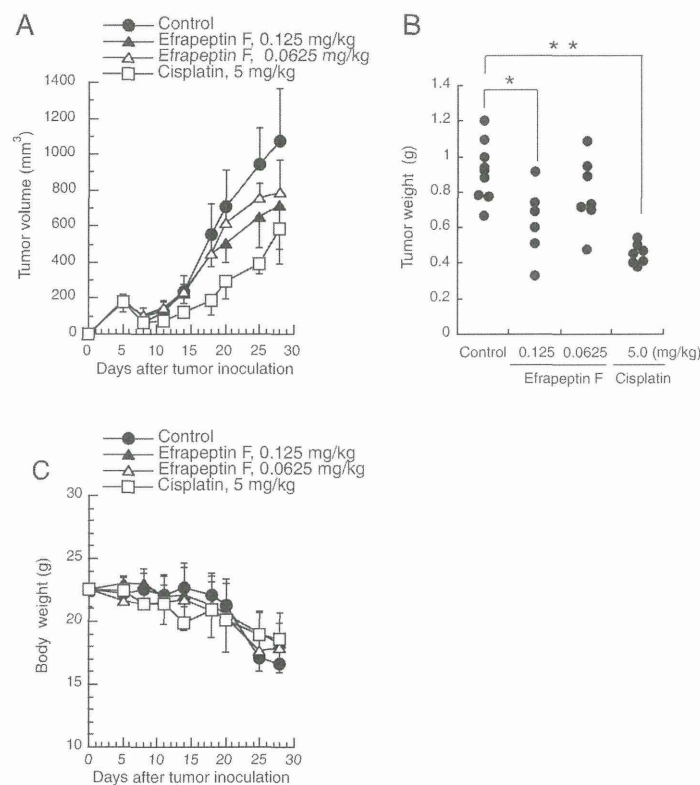 A
Control
Efrapeptin F, 0.125 mg/kg
Efrapeptin F, 0.0625 mg/kg
Cisplatin, 5 mg/kg
Tumor volume (mm³)
1400
1200
1000
800
600
400
200
0
0 5 10 15 20 25 30
Days after tumor inoculation
B
* *
*
Tumor weight (g)
1.4
1.2
1
0.8
0.6
0.4
0.2
0
Control 0.125 0.0625 5.0 (mg/kg)
Efrapeptin F Cisplatin
C
Control
Efrapeptin F, 0.125 mg/kg
Efrapeptin F, 0.0625 mg/kg
Cisplatin, 5 mg/kg
Body weight (g)
30
25
20
15
10
0 5 10 15 20 25 30
Days after tumor inoculation